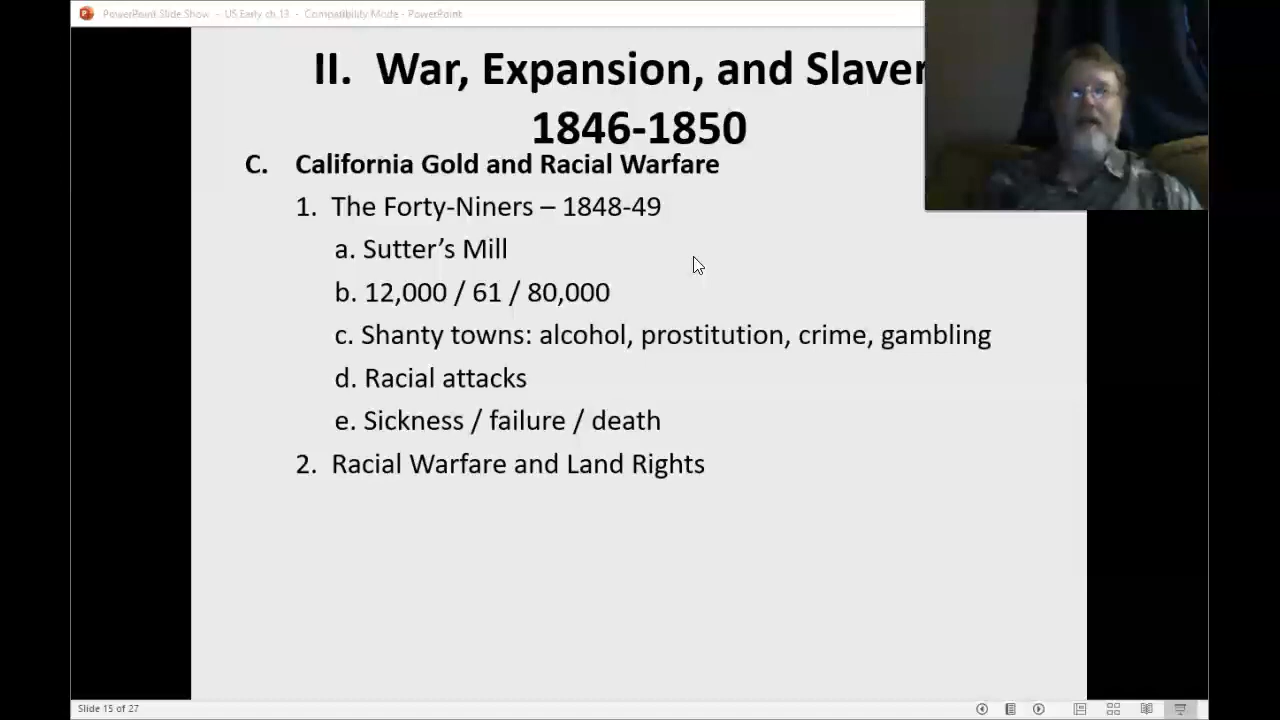 PowerPoint Slide Show - US Early ch 13 - Compatibility Mode - PowerPoint
II. War, Expansion, and Slaver
1846-1850
C. California Gold and Racial Warfare
1. The Forty-Niners – 1848-49
a. Sutter’s Mill
b. 12,000 / 61 / 80,000
c. Shanty towns: alcohol, prostitution, crime, gambling
d. Racial attacks
e. Sickness / failure / death
2. Racial Warfare and Land Rights
Slide 15 of 27